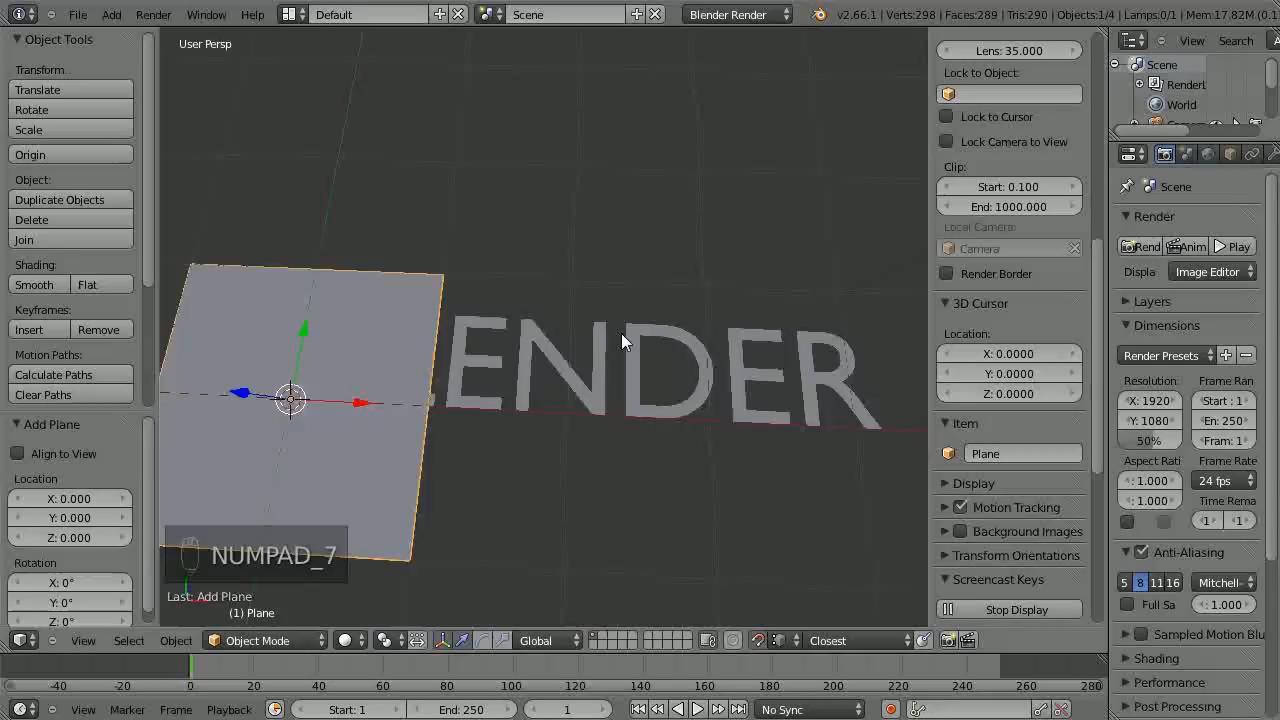 File Add Render Window Help Default Scene Blender Render v2.66.1 | Verts:298 | Faces:289 | Tris:290 | Objects:1/4 | Lamps:0/1 | Mem:17.82M (0.1
Object Tools
Transform:
Translate
Rotate
Scale
Origin
Object:
Duplicate Objects
Delete
Join
Shading:
Smooth Flat
Keyframes:
Insert Remove
Motion Paths:
Calculate Paths
Clear Paths
Add Plane
Align to View
Location
X: 0.000
Y: 0.000
Z: 0.000
Rotation
X: 0°
Y: 0°
Z: 0°
User Persp
ENDER
NUMPAD_7
Last: Add Plane
(1) Plane
Lens: 35.000
Lock to Object:
Lock to Cursor
Lock Camera to View
Clip:
Start: 0.100
End: 1000.000
Local Camera:
Camera
Render Border
3D Cursor
Location:
X: 0.0000
Y: 0.0000
Z: 0.0000
Item
Plane
Display
Motion Tracking
Background Images
Transform Orientations
Screencast Keys
Stop Display
View Search
Scene
RenderL
World
Scene
Render
Rend Anim Play
Displa Image Editor
Layers
Dimensions
Render Presets
Resolution: Frame Ran
X: 1920 Start: 1
Y: 1080 En: 250
50% Fram: 1
Aspect Rati Frame Rate
: 1.000 24 fps
: 1.000 Time Rema
1 1
Anti-Aliasing
5 8 11 16 Mitchell-
Full Sa : 1.000
Sampled Motion Blu
Shading
Performance
Post Processing
View Select Object Object Mode Global Closest
-40 -20 0 20 40 60 80 100 120 140 160 180 200 220 240 260 280
View Marker Frame Playback Start: 1 End: 250 1 No Sync